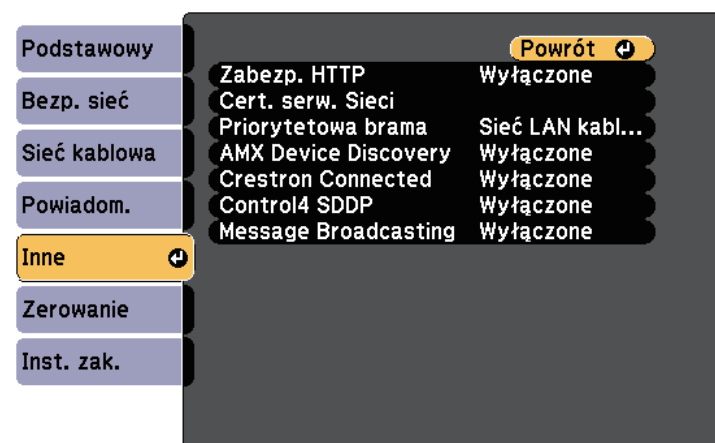 Podstawowy
Bezp. sieć
Sieć kablowa
Powiadom.
Inne
Zerowanie
Inst. zak.
Powrót
Zabezp. HTTP Wyłączone
Cert. serw. Sieci
Priorytetowa brama Sieć LAN kabl...
AMX Device Discovery Wyłączone
Crestron Connected Wyłączone
Control4 SDDP Wyłączone
Message Broadcasting Wyłączone